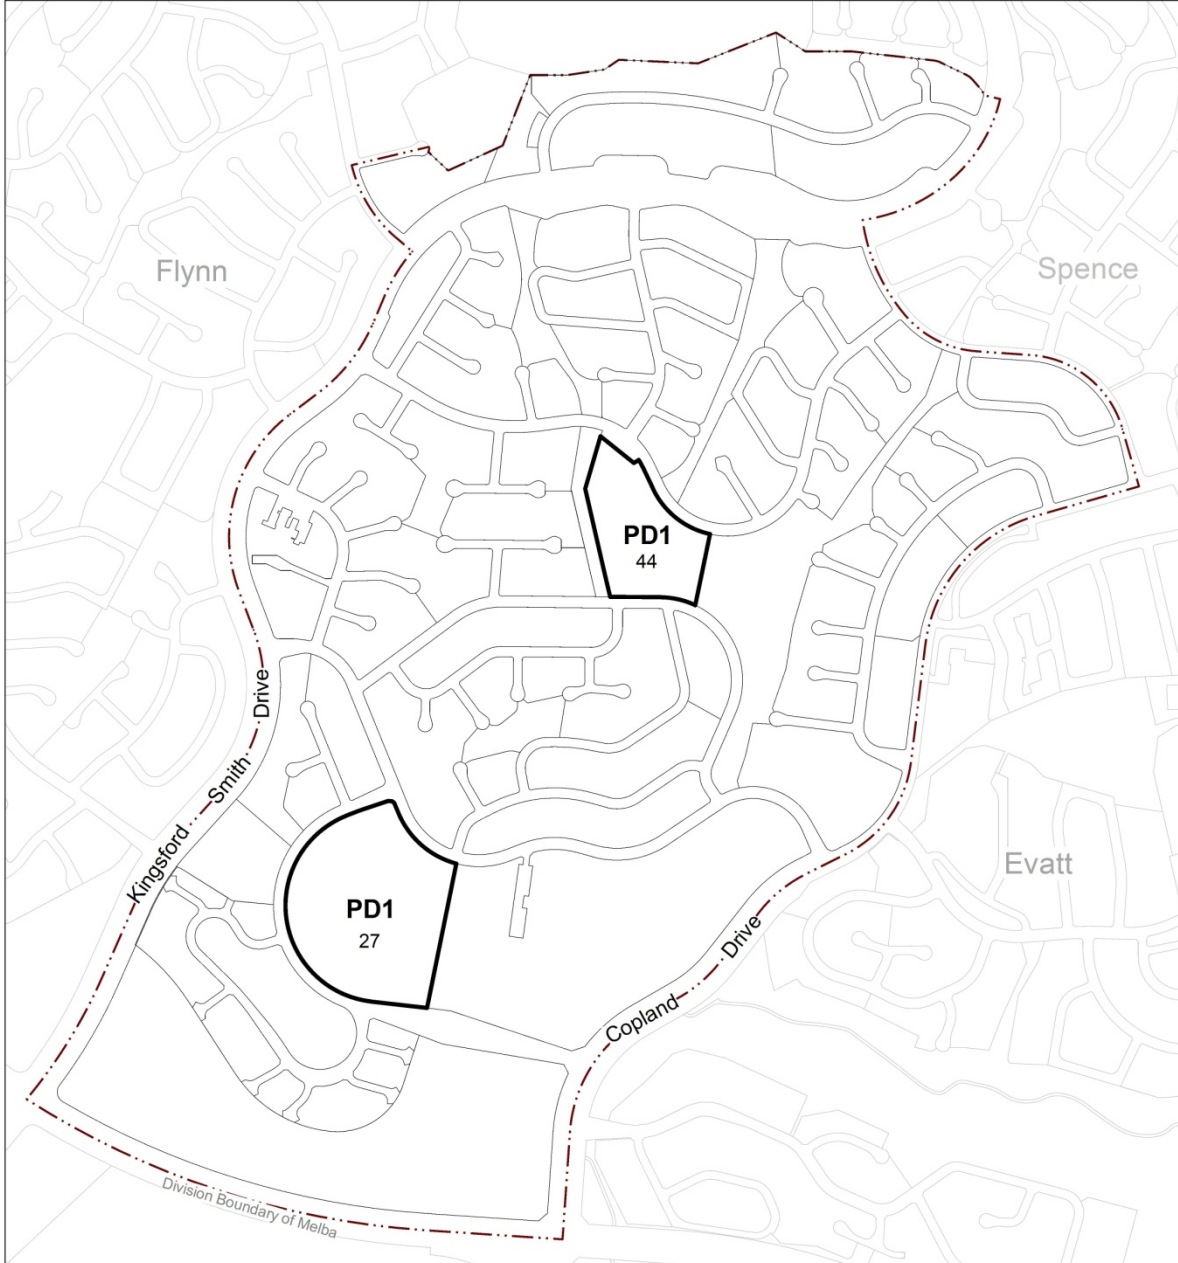 Flynn
Spence
PD1
44
Kingsford Smith Drive
PD1
27
Evatt
Copland Drive
Division Boundary of Melba